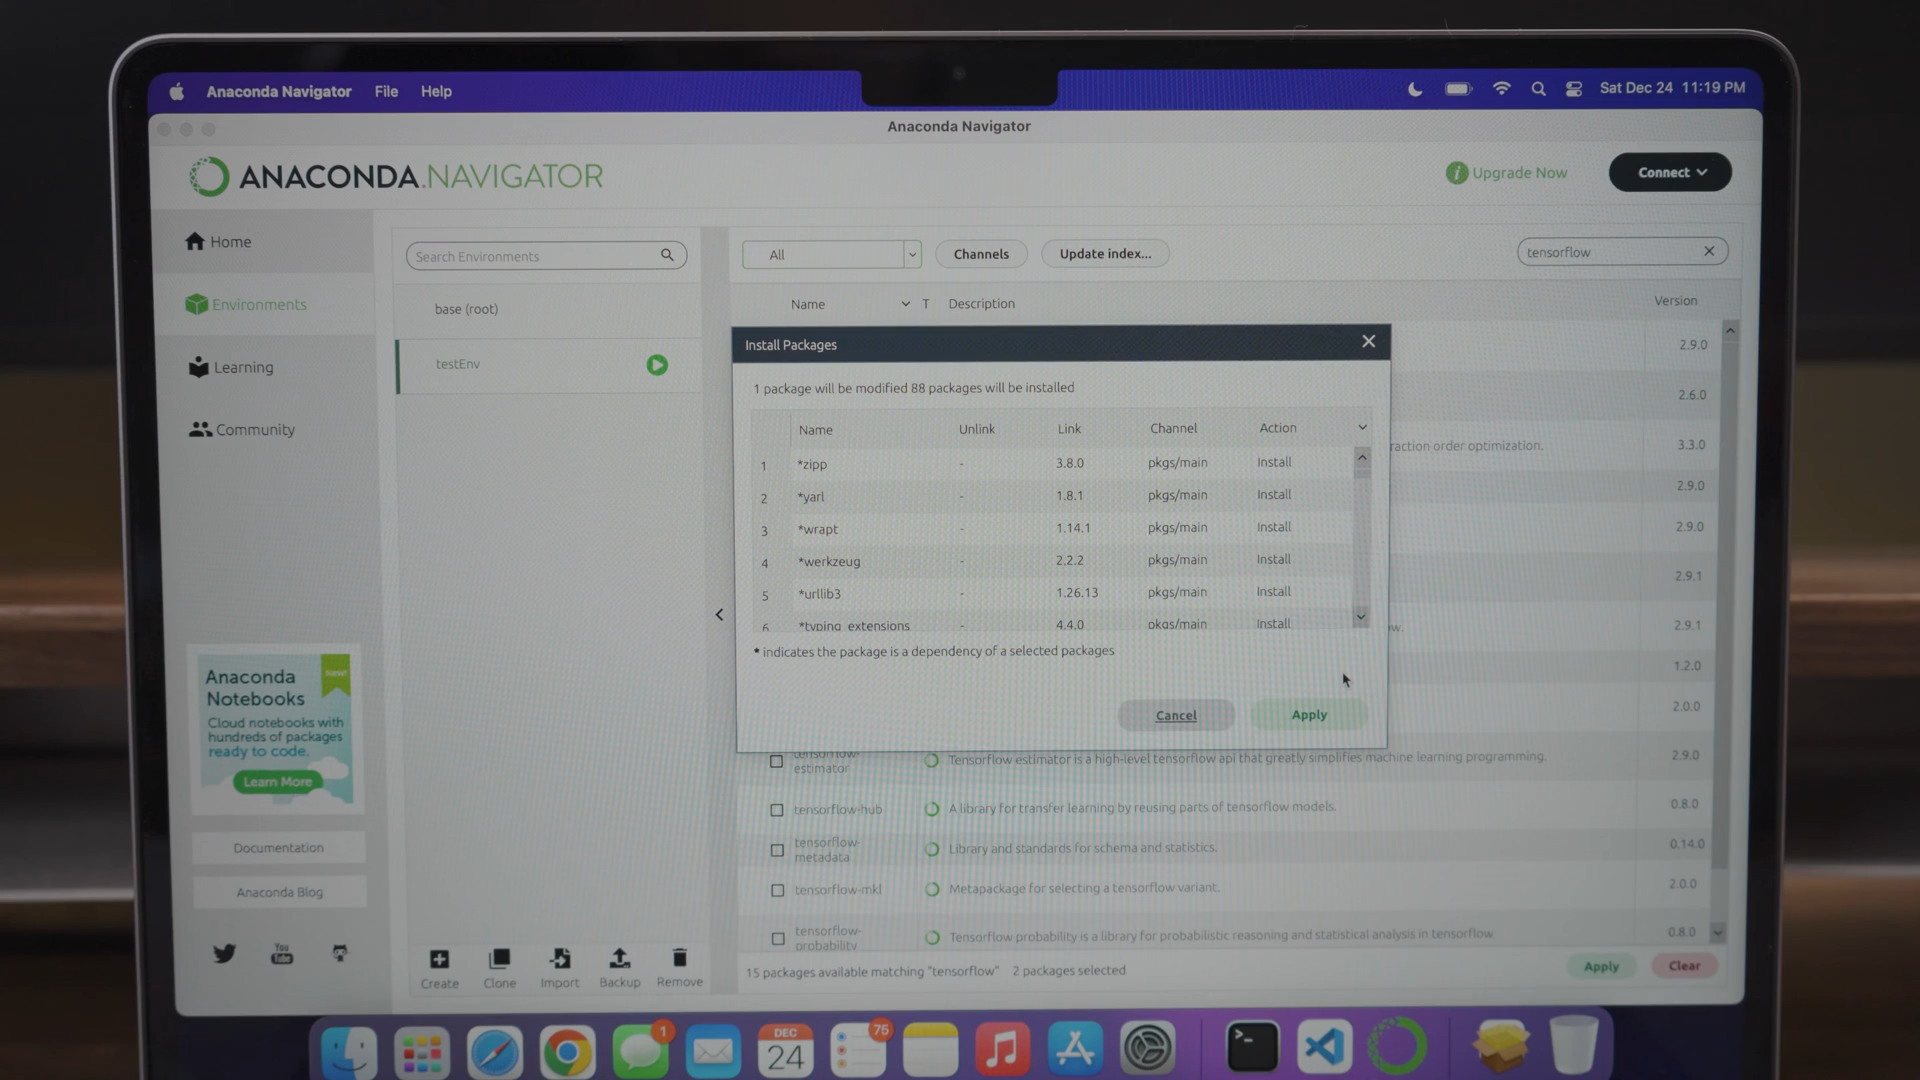 Anaconda Navigator File Help
Sat Dec 24 11:19 PM
Anaconda Navigator
ANACONDA.NAVIGATOR
Upgrade Now
Connect
Home
Environments
Learning
Community
Search Environments
base (root)
testEnv
All
Channels
Update index...
tensorflow
Name T Description
Version
2.9.0
2.6.0
raction order optimization. 3.3.0
2.9.0
2.9.0
2.9.1
w. 2.9.1
1.2.0
2.0.0
Install Packages
1 package will be modified 88 packages will be installed
Name Unlink Link Channel Action
1 *zipp - 3.8.0 pkgs/main Install
2 *yarl - 1.8.1 pkgs/main Install
3 *wrapt - 1.14.1 pkgs/main Install
4 *werkzeug - 2.2.2 pkgs/main Install
5 *urllib3 - 1.26.13 pkgs/main Install
6 *typing_extensions - 4.4.0 pkgs/main Install
* indicates the package is a dependency of a selected packages
Cancel
Apply
tensorflow-
estimator
Tensorflow estimator is a high-level tensorflow api that greatly simplifies machine learning programming. 2.9.0
tensorflow-hub A library for transfer learning by reusing parts of tensorflow models. 0.8.0
tensorflow-
metadata
Library and standards for schema and statistics. 0.14.0
tensorflow-mkl Metapackage for selecting a tensorflow variant. 2.0.0
tensorflow-
probability
Tensorflow probability is a library for probabilistic reasoning and statistical analysis in tensorflow 0.8.0
15 packages available matching "tensorflow" 2 packages selected
Apply
Clear
Anaconda
Notebooks
New!
Cloud notebooks with
hundreds of packages
ready to code.
Learn More
Documentation
Anaconda Blog
You
Tube
Create
Clone
Import
Backup
Remove
1
DEC
24
75